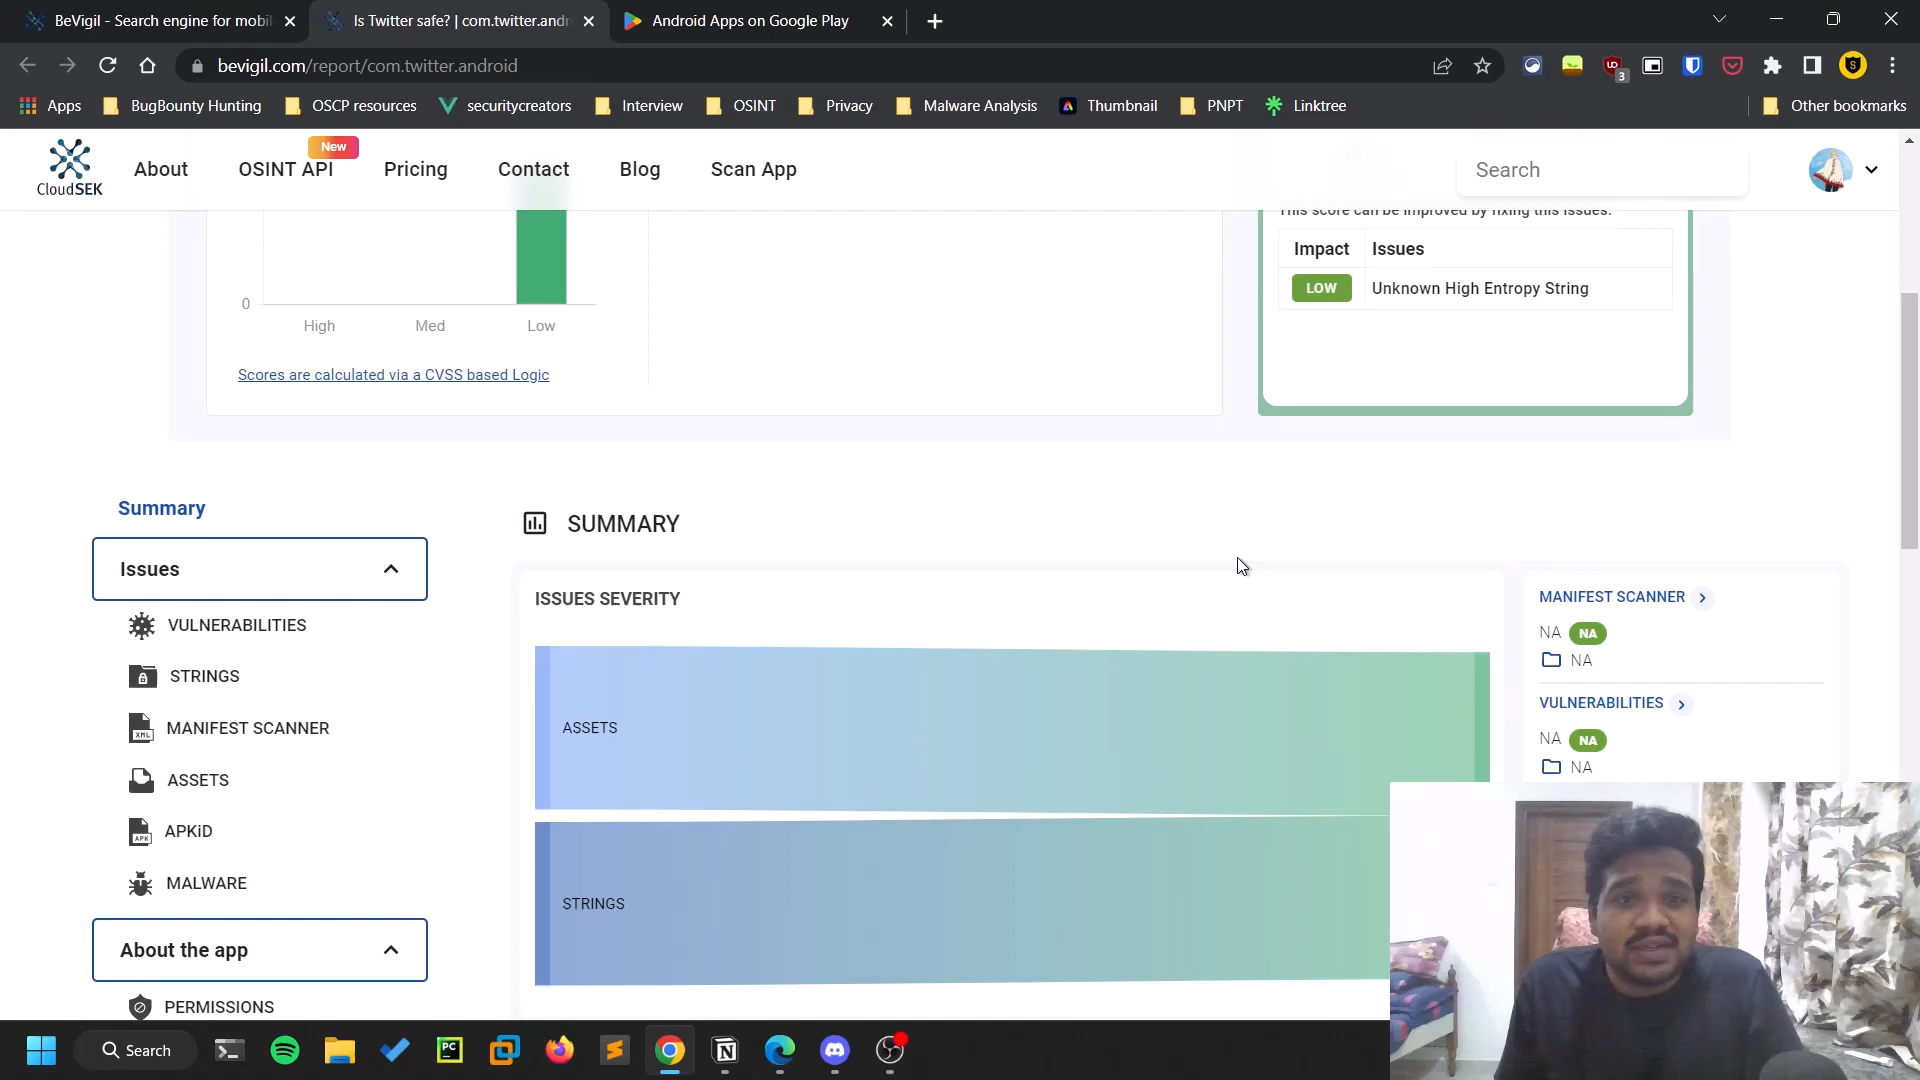 BeVigil - Search engine for mobil
Is Twitter safe? | com.twitter.andr
Android Apps on Google Play
bevigil.com/report/com.twitter.android
3
Apps
BugBounty Hunting
OSCP resources
securitycreators
Interview
OSINT
Privacy
Malware Analysis
Thumbnail
PNPT
Linktree
Other bookmarks
CloudSEK
About
New
OSINT API
Pricing
Contact
Blog
Scan App
Search
This score can be improved by fixing this issues.
Impact Issues
LOW Unknown High Entropy String
0
High Med Low
Scores are calculated via a CVSS based Logic
Summary
Issues
VULNERABILITIES
STRINGS
MANIFEST SCANNER
ASSETS
APKiD
MALWARE
About the app
PERMISSIONS
SUMMARY
ISSUES SEVERITY
ASSETS
STRINGS
MANIFEST SCANNER
NA NA
NA
VULNERABILITIES
NA NA
NA
Search